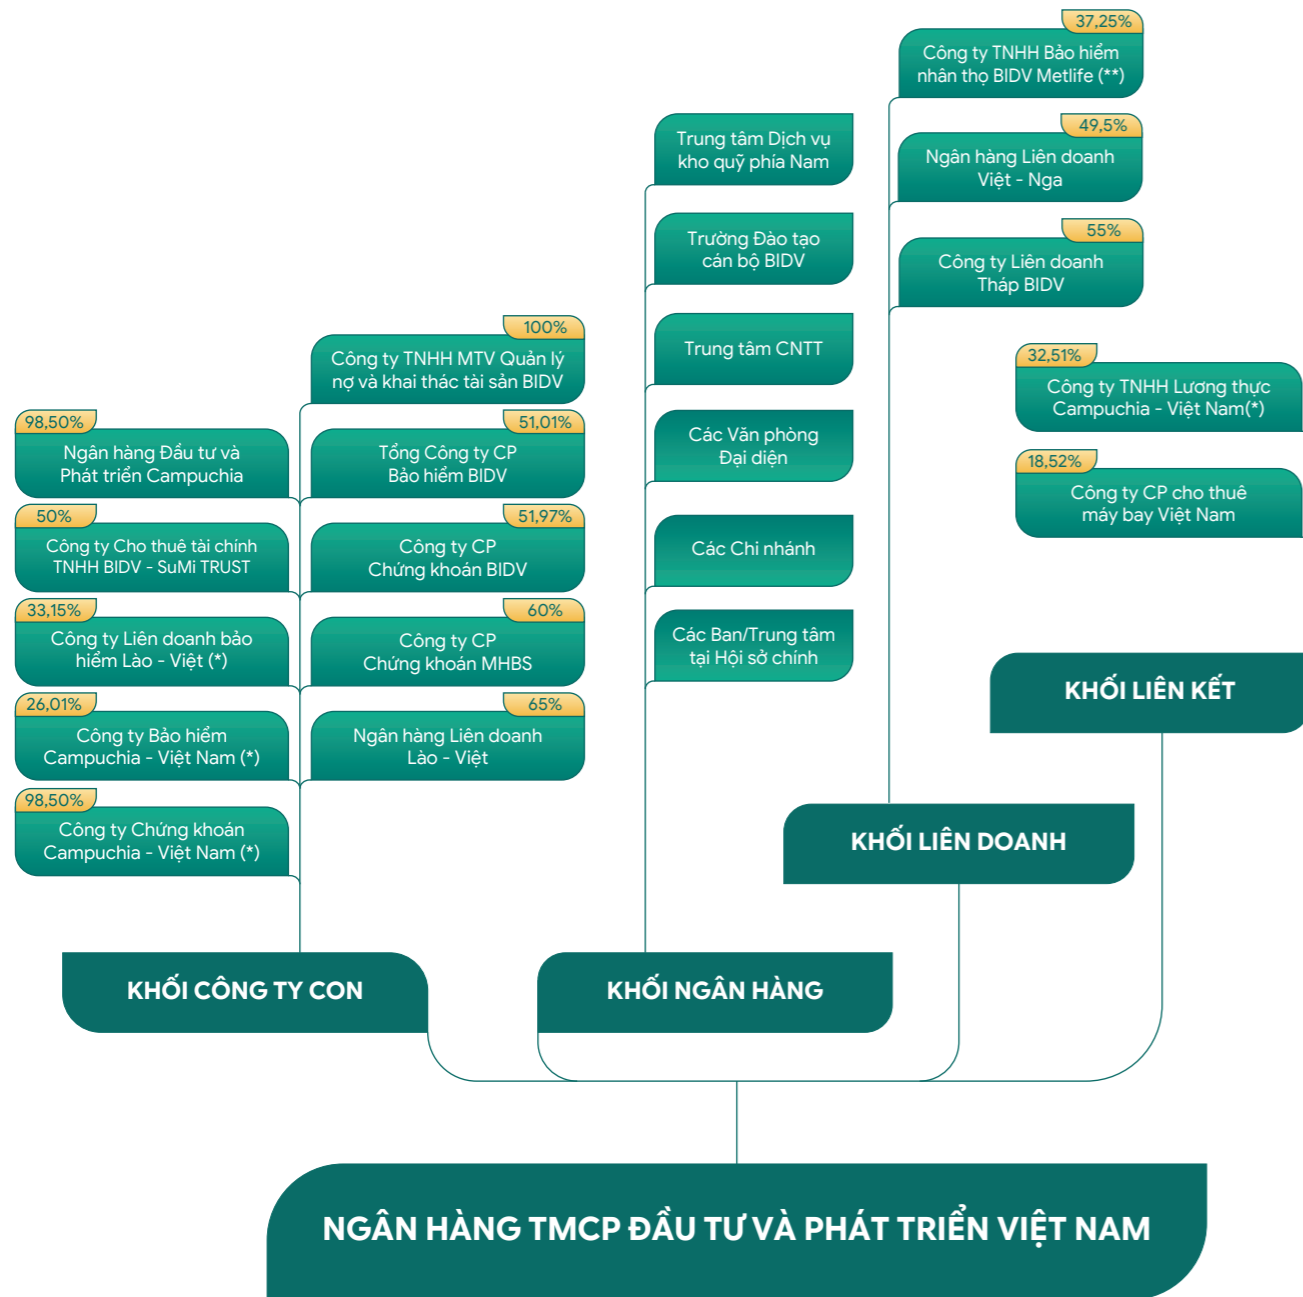 100%
Công ty TNHH MTV Quản lý
nợ và khai thác tài sản BIDV
98,50%
Ngân hàng Đầu tư và
Phát triển Campuchia
51,01%
Tổng Công ty CP
Bảo hiểm BIDV
50%
Công ty Cho thuê tài chính
TNHH BIDV - SuMi TRUST
51,97%
Công ty CP
Chứng khoán BIDV
33,15%
Công ty Liên doanh bảo
hiểm Lào - Việt (*)
60%
Công ty CP
Chứng khoán MHBS
26,01%
Công ty Bảo hiểm
Campuchia - Việt Nam (*)
65%
Ngân hàng Liên doanh
Lào - Việt
98,50%
Công ty Chứng khoán
Campuchia - Việt Nam (*)
KHỐI CÔNG TY CON
Trung tâm Dịch vụ
kho quỹ phía Nam
Trường Đào tạo
cán bộ BIDV
Trung tâm CNTT
Các Văn phòng
Đại diện
Các Chi nhánh
Các Ban/Trung tâm
tại Hội sở chính
KHỐI NGÂN HÀNG
37,25%
Công ty TNHH Bảo hiểm
nhân thọ BIDV Metlife (**)
49,5%
Ngân hàng Liên doanh
Việt - Nga
55%
Công ty Liên doanh
Tháp BIDV
KHỐI LIÊN DOANH
32,51%
Công ty TNHH Lương thực
Campuchia - Việt Nam(*)
18,52%
Công ty CP cho thuê
máy bay Việt Nam
KHỐI LIÊN KẾT
NGÂN HÀNG TMCP ĐẦU TƯ VÀ PHÁT TRIỂN VIỆT NAM